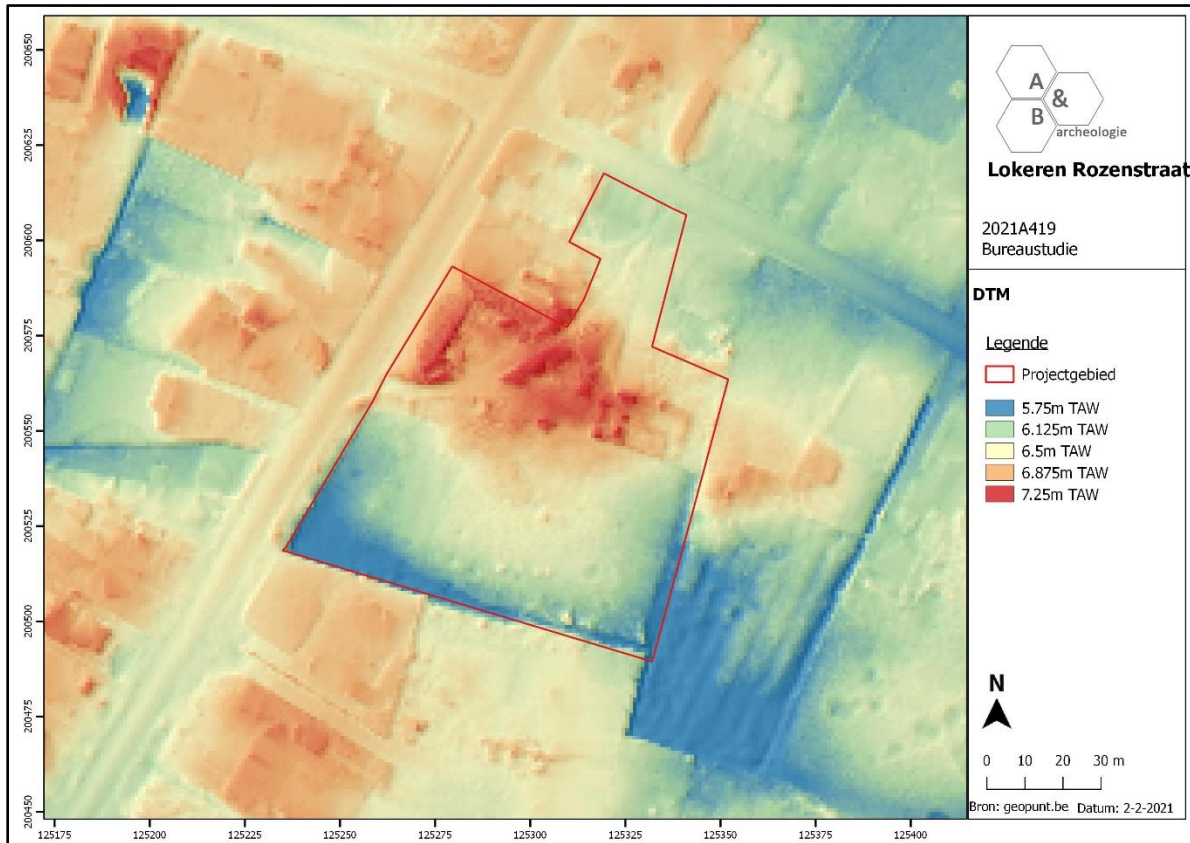 A
&
B
archeologie
Lokeren Rozenstraat
2021A419
Bureaustudie
DTM
Legende
Projectgebied
5.75m TAW
6.125m TAW
6.5m TAW
6.875m TAW
7.25m TAW
N
0 10 20 30 m
Bron: geopunt.be Datum: 2-2-2021
200650
200625
200600
200575
200550
200525
200500
200475
200450
125175 125200 125225 125250 125275 125300 125325 125350 125375 125400